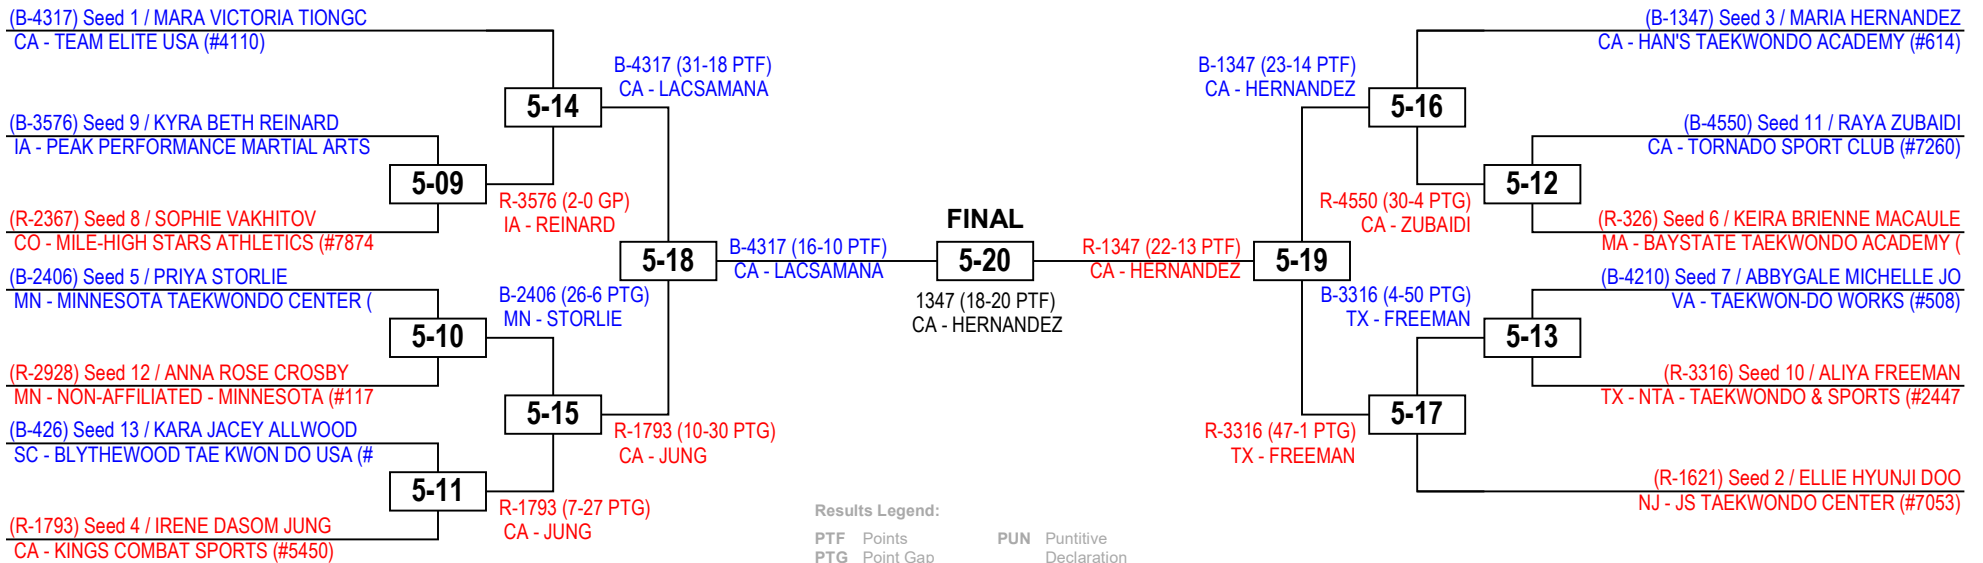 (B-4317) Seed 1 / MARA VICTORIA TIONGC
CA - TEAM ELITE USA (#4110)
(B-3576) Seed 9 / KYRA BETH REINARD
IA - PEAK PERFORMANCE MARTIAL ARTS
(R-2367) Seed 8 / SOPHIE VAKHITOV
CO - MILE-HIGH STARS ATHLETICS (#7874
(B-2406) Seed 5 / PRIYA STORLIE
MN - MINNESOTA TAEKWONDO CENTER (
(R-2928) Seed 12 / ANNA ROSE CROSBY
MN - NON-AFFILIATED - MINNESOTA (#117
(B-426) Seed 13 / KARA JACEY ALLWOOD
SC - BLYTHEWOOD TAE KWON DO USA (#
(R-1793) Seed 4 / IRENE DASOM JUNG
CA - KINGS COMBAT SPORTS (#5450)
5-09
5-10
5-11
R-3576 (2-0 GP)
IA - REINARD
B-2406 (26-6 PTG)
MN - STORLIE
R-1793 (7-27 PTG)
CA - JUNG
5-14
5-15
B-4317 (31-18 PTF)
CA - LACSAMANA
R-1793 (10-30 PTG)
CA - JUNG
5-18
B-4317 (16-10 PTF)
CA - LACSAMANA
FINAL
5-20
1347 (18-20 PTF)
CA - HERNANDEZ
R-1347 (22-13 PTF)
CA - HERNANDEZ
5-19
B-1347 (23-14 PTF)
CA - HERNANDEZ
R-3316 (47-1 PTG)
TX - FREEMAN
5-16
5-17
R-4550 (30-4 PTG)
CA - ZUBAIDI
B-3316 (4-50 PTG)
TX - FREEMAN
5-12
5-13
(B-1347) Seed 3 / MARIA HERNANDEZ
CA - HAN'S TAEKWONDO ACADEMY (#614)
(B-4550) Seed 11 / RAYA ZUBAIDI
CA - TORNADO SPORT CLUB (#7260)
(R-326) Seed 6 / KEIRA BRIENNE MACAULE
MA - BAYSTATE TAEKWONDO ACADEMY (
(B-4210) Seed 7 / ABBYGALE MICHELLE JO
VA - TAEKWON-DO WORKS (#508)
(R-3316) Seed 10 / ALIYA FREEMAN
TX - NTA - TAEKWONDO & SPORTS (#2447
(R-1621) Seed 2 / ELLIE HYUNJI DOO
NJ - JS TAEKWONDO CENTER (#7053)
Results Legend:
PTF Points
PTG Point Gap
PUN Puntitive
Declaration